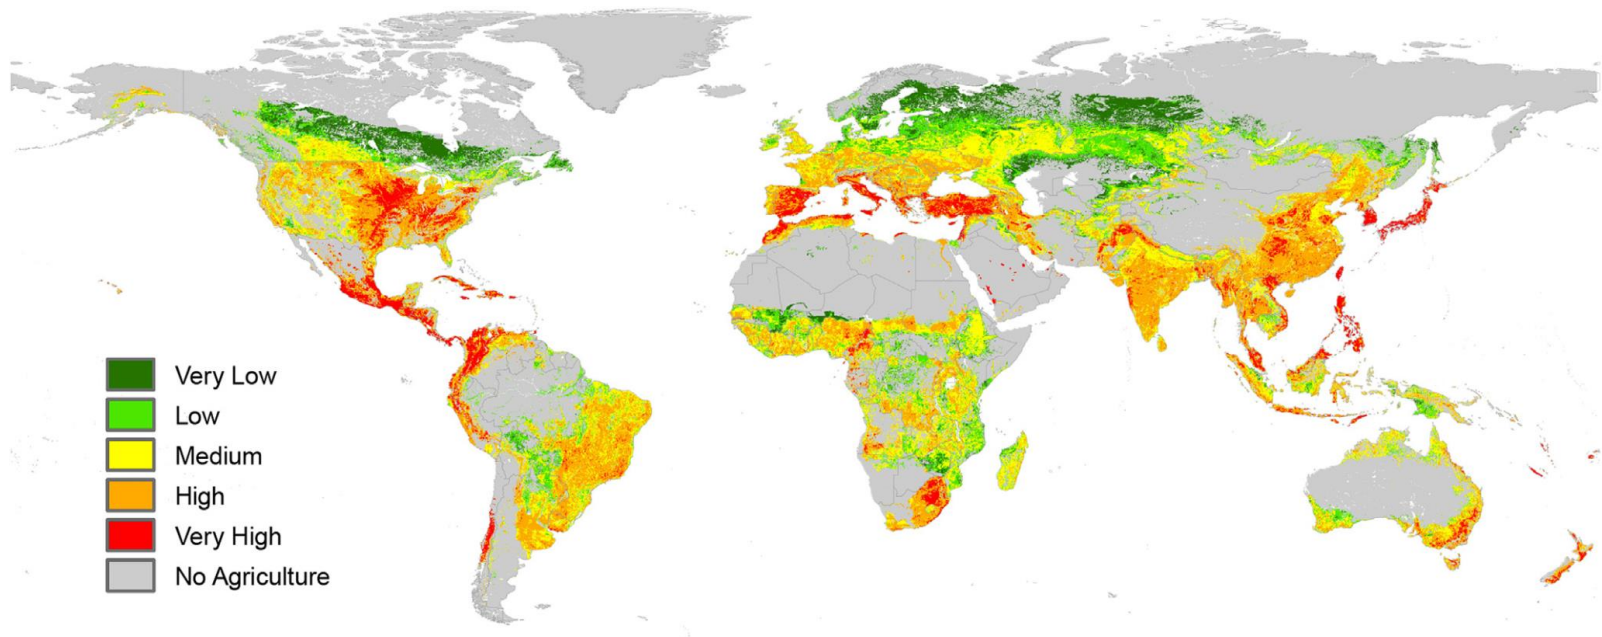 Very Low
Low
Medium
High
Very High
No Agriculture